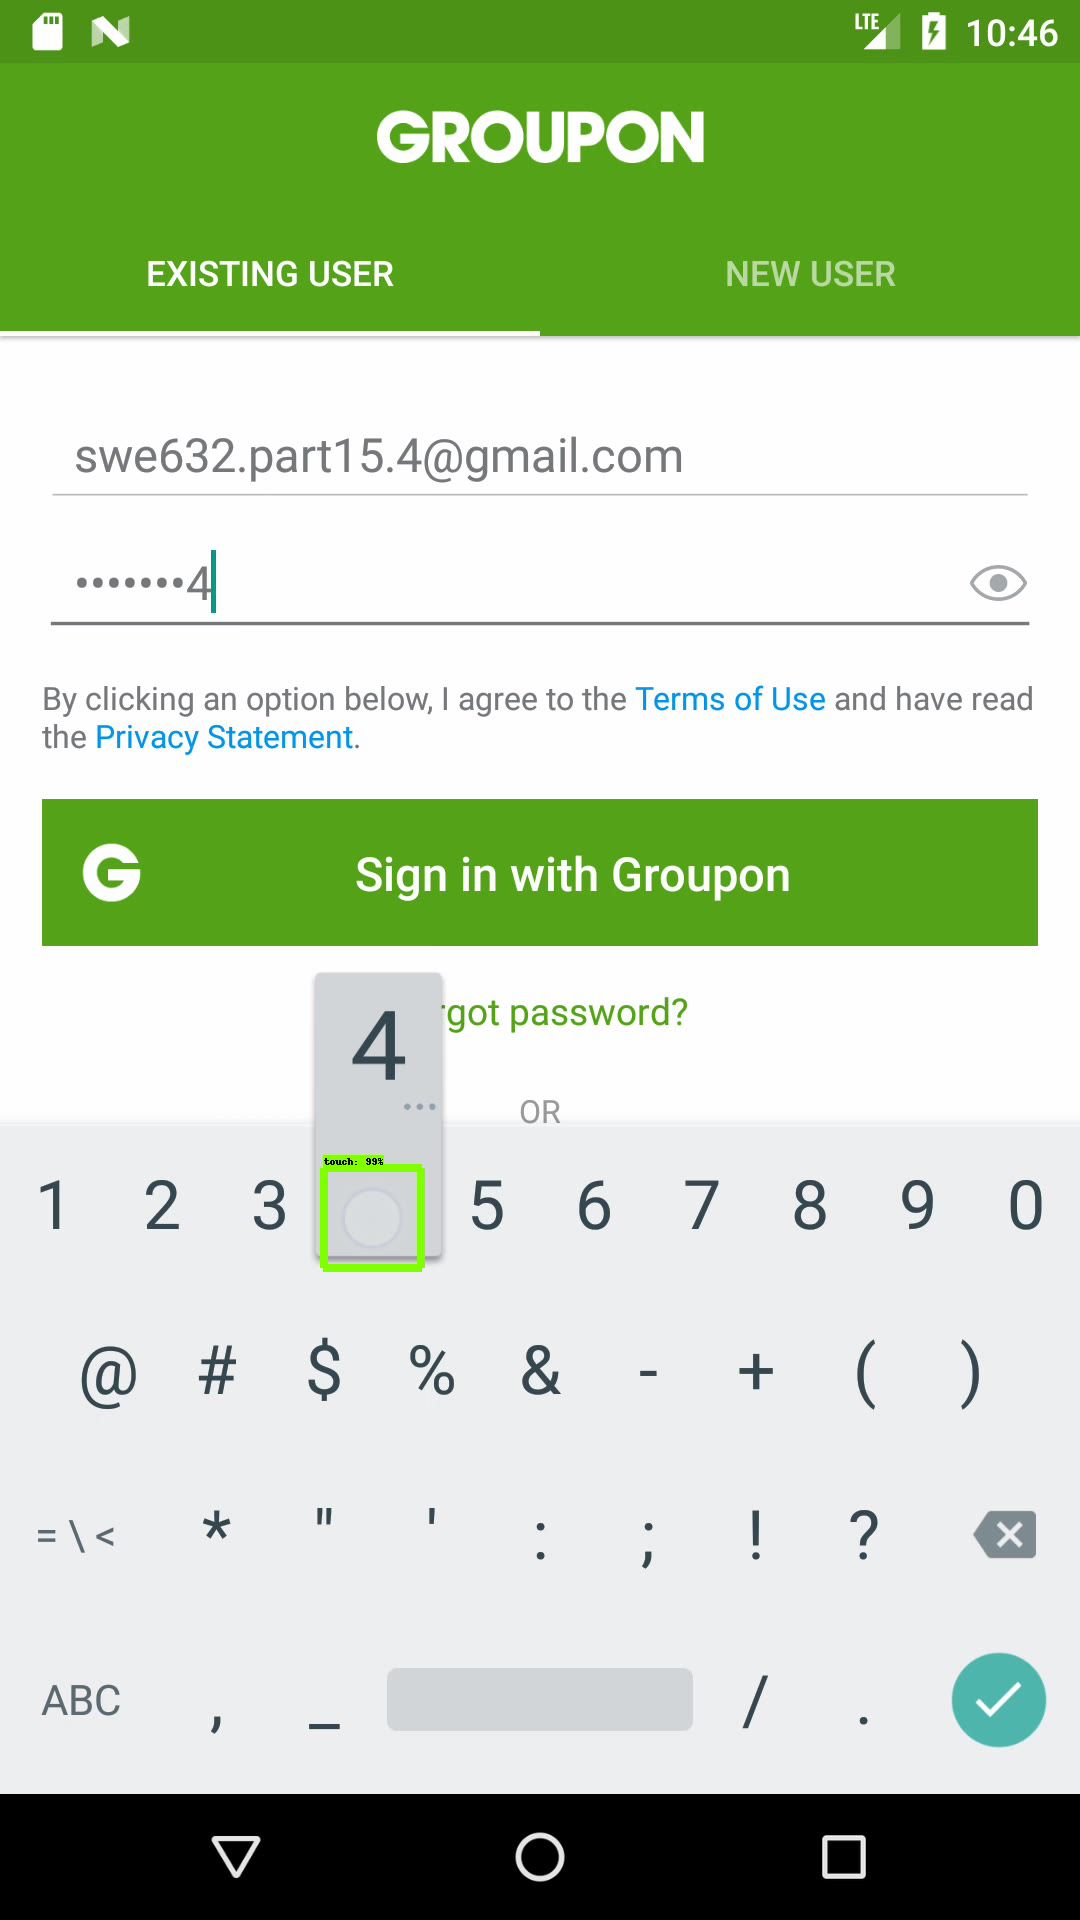 LTE 10:46
GROUPON
EXISTING USER NEW USER
swe632.part15.4@gmail.com
•••••••4
By clicking an option below, I agree to the Terms of Use and have read
the Privacy Statement.
G Sign in with Groupon
4
rgot password?
...
OR
touch: 99%
1 2 3 5 6 7 8 9 0
@ # $ % & - + ( )
= \ < * " ' : ; ! ?
ABC , _ / .